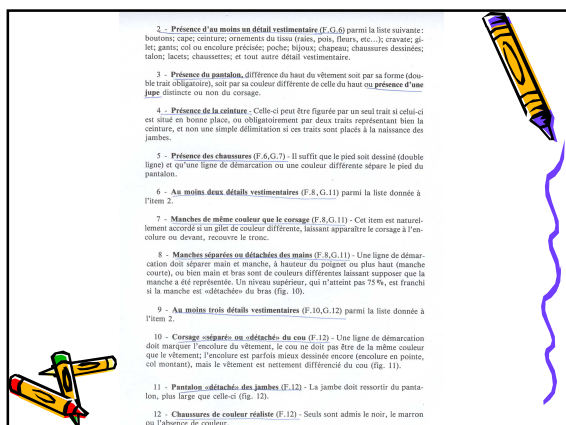 2 - Présence d'au moins un détail vestimentaire (F.G.6) parmi la liste suivante :
boutons; cape; ceinture; ornements du tissu (raies, pois, fleurs, etc...); cravate; gi-
let; gants; col ou encolure précisée; poche; bijoux; chapeau; chaussures dessinées;
talon; lacets; chaussettes; et tout autre détail vestimentaire.
3 - Présence du pantalon, différence du haut du vêtement soit par sa forme (dou-
ble trait obligatoire), soit par sa couleur différente de celle du haut ou présence d'une
jupe distincte ou non du corsage.
4 - Présence de la ceinture - Celle-ci peut être figurée par un seul trait si celui-ci
est situé en bonne place, ou obligatoirement par deux traits représentant bien la
ceinture, et non une simple délimitation si ces traits sont placés à la naissance des
jambes.
5 - Présence des chaussures (F.6,G.7) - Il suffit que le pied soit dessiné (double
ligne) et qu'une ligne de démarcation ou une couleur différente sépare le pied du
pantalon.
6 - Au moins deux détails vestimentaires (F.8, G.11) parmi la liste donnée à
l'item 2.
7 - Manches de même couleur que le corsage (F.8,G.11) - Cet item est naturel-
lement accordé si un gilet de couleur différente, laissant apparaître le corsage à l'en-
colure ou devant, recouvre le tronc.
8 - Manches séparées ou détachées des mains (F.8,G.11) - Une ligne de démar-
cation doit séparer main et manche, à hauteur du poignet ou plus haut (manche
courte), ou bien main et bras sont de couleurs différentes laissant supposer que la
manche a été représentée. Un niveau supérieur, qui n'atteint pas 75 %, est franchi
si la manche est «détachée» du bras (fig. 10).
9 - Au moins trois détails vestimentaires (F.10,G.12) parmi la liste donnée à
l'item 2.
10 - Corsage «séparé» ou «détaché» du cou (F.12) - Une ligne de démarcation
doit marquer l'encolure du vêtement, le cou ne doit pas être de la même couleur
que le vêtement; l'encolure est parfois mieux dessinée encore (encolure en pointe,
col montant), mais le vêtement est nettement différencié du cou (fig. 11).
11 - Pantalon «détaché» des jambes (F.12) - La jambe doit ressortir du panta-
lon, plus large que celle-ci (fig. 12).
12 - Chaussures de couleur réaliste (F.12) - Seuls sont admis le noir, le marron
ou l'absence de couleur.